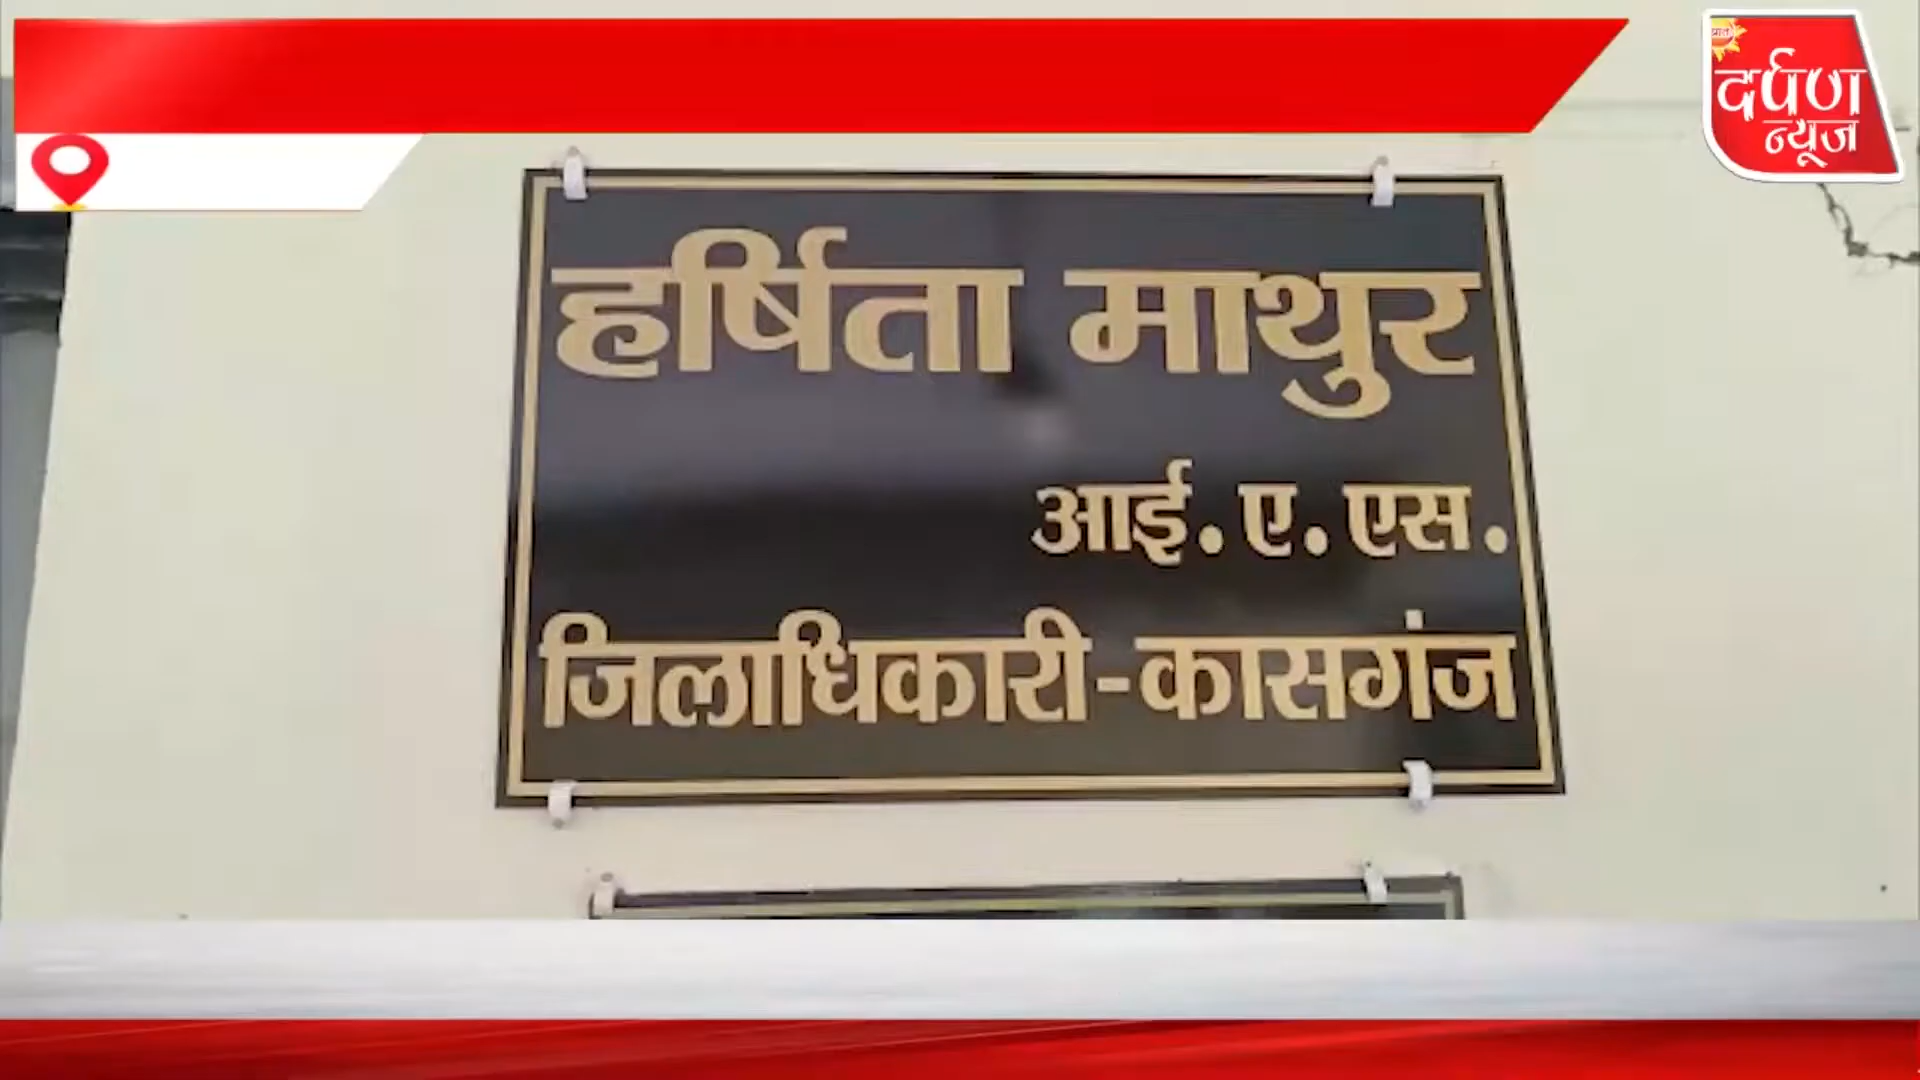 दर्पण
न्यूज
हर्षिता माथुर
आई.ए.एस.
जिलाधिकारी-कासगंज